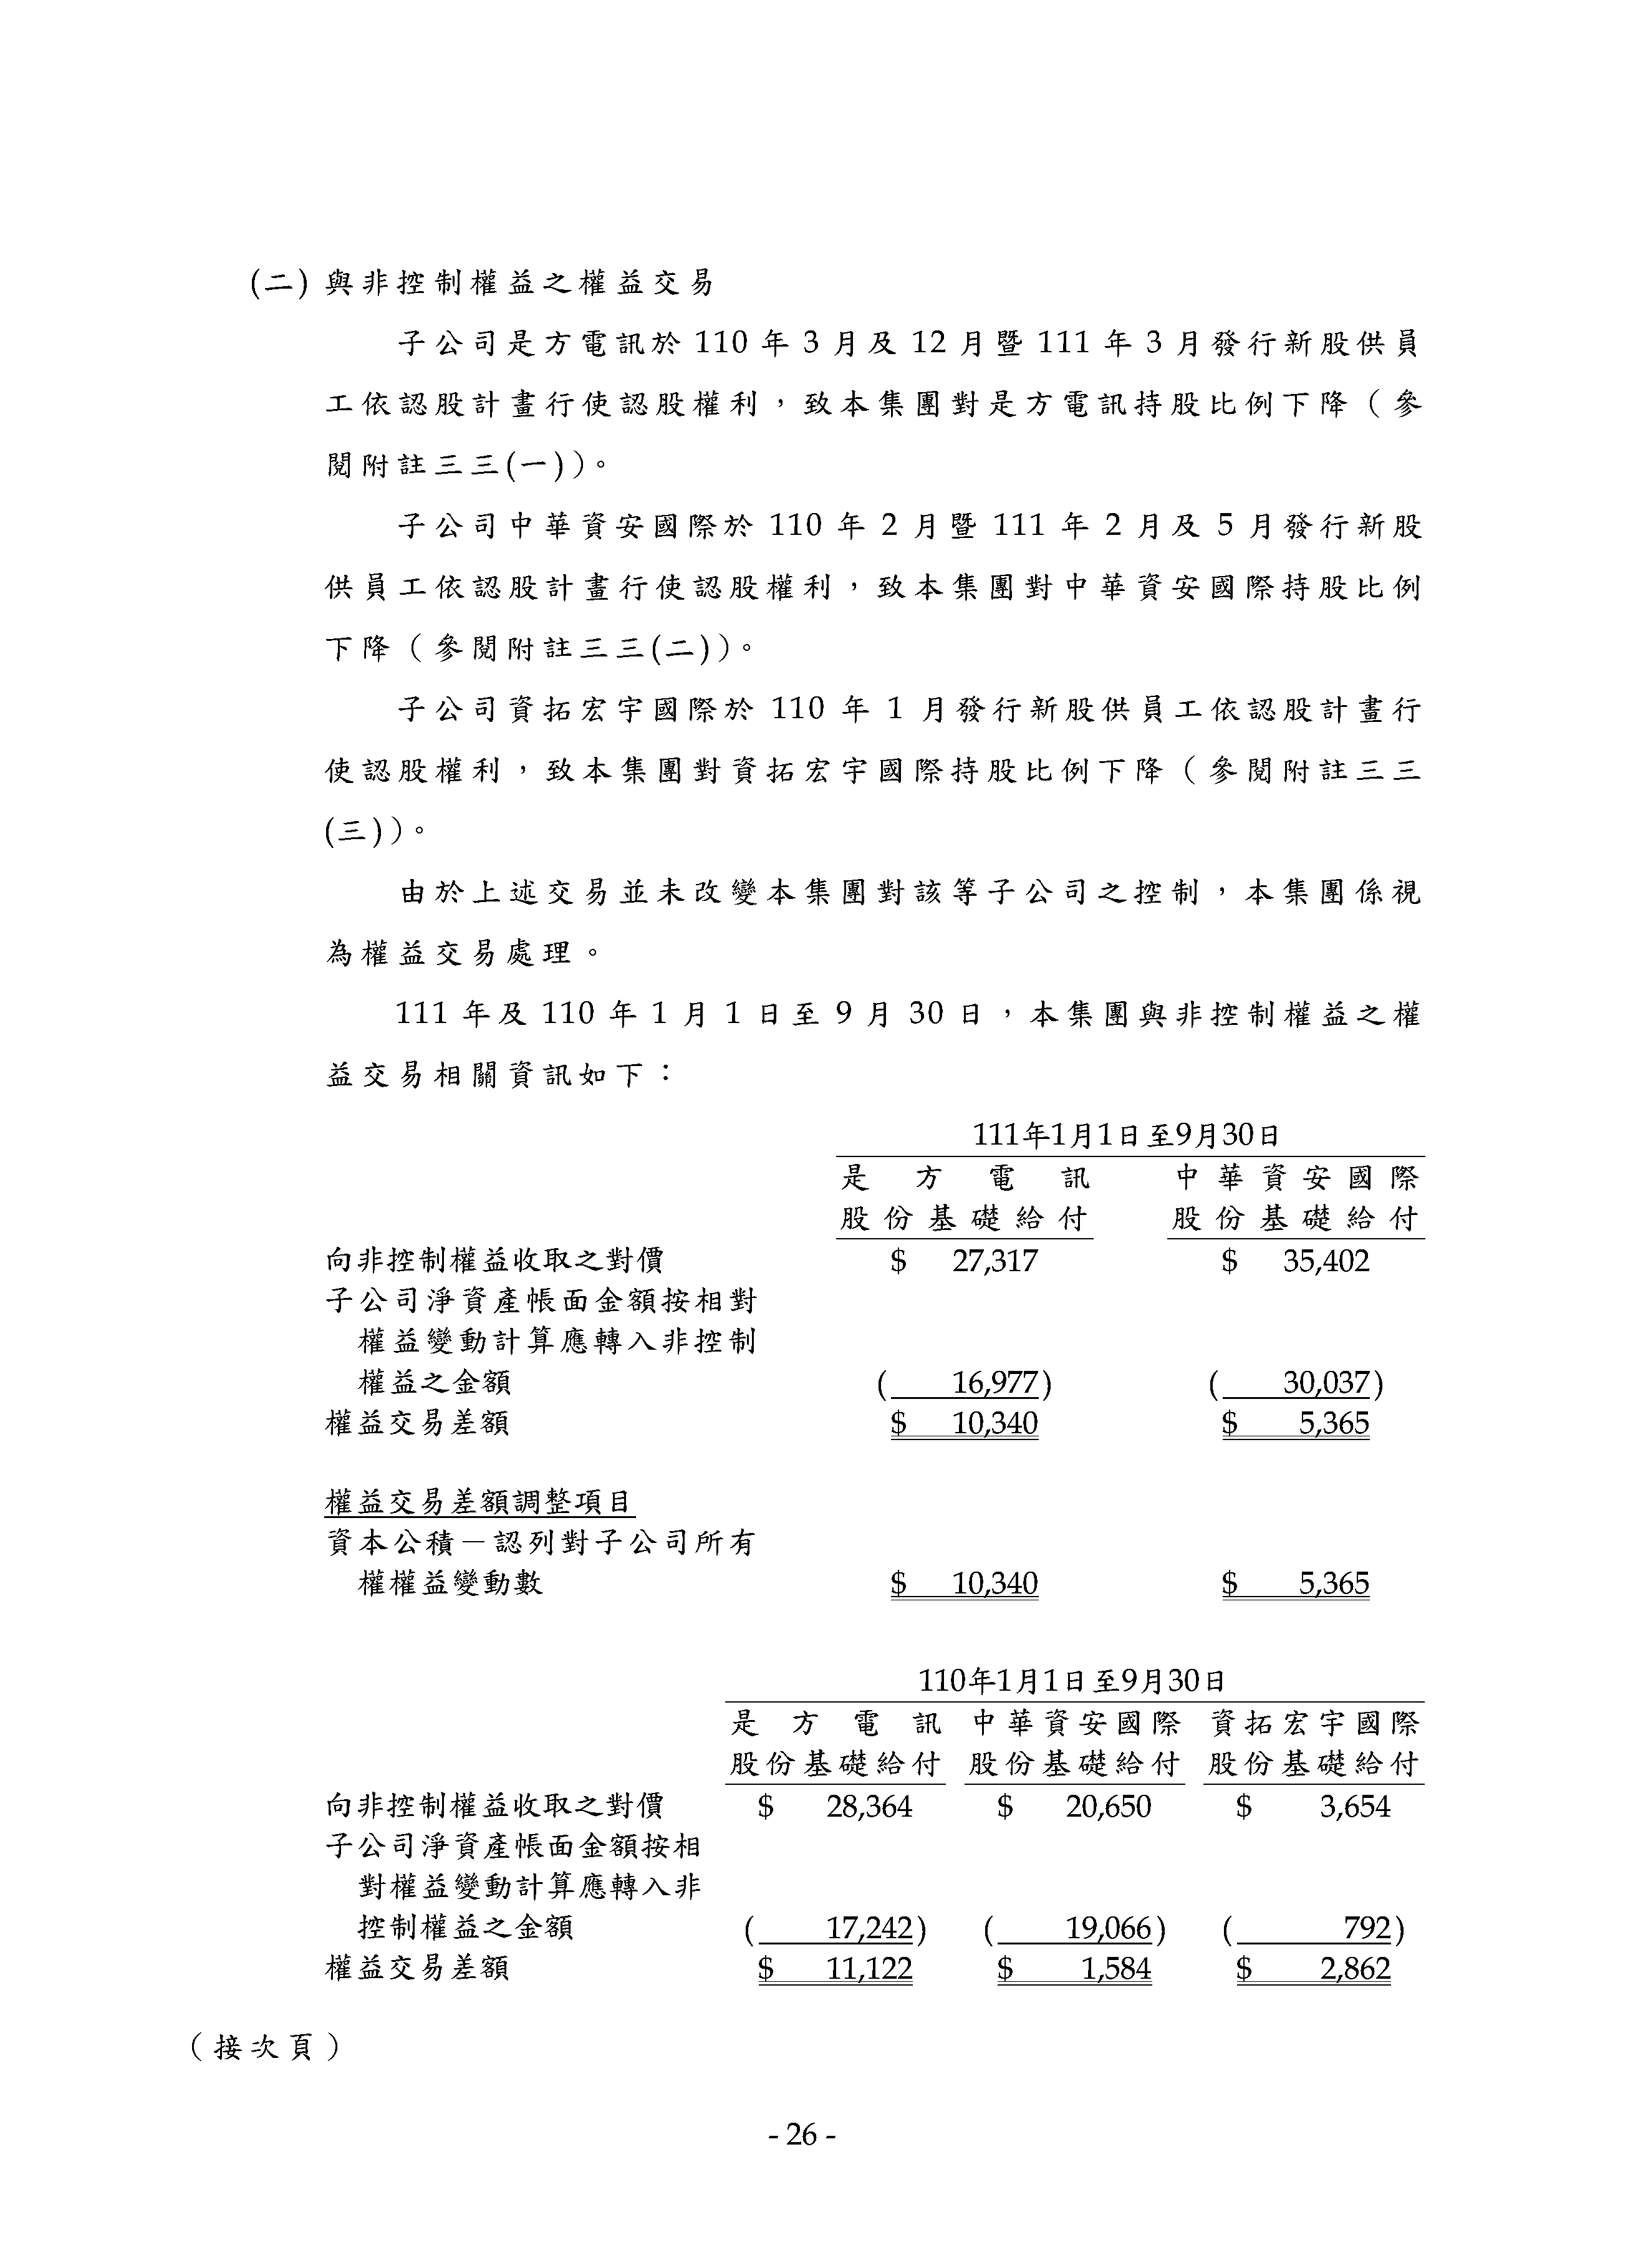 (二) 與非控制權益之權益交易
子公司是方電訊於 110 年 3 月及 12 月暨 111 年 3 月發行新股供員
工依認股計畫行使認股權利，致本集團對是方電訊持股比例下降（參
閱附註三三(一)）。
子公司中華資安國際於 110 年 2 月暨 111 年 2 月及 5 月發行新股
供員工依認股計畫行使認股權利，致本集團對中華資安國際持股比例
下降（參閱附註三三(二)）。
子公司資拓宏宇國際於 110 年 1 月發行新股供員工依認股計畫行
使認股權利，致本集團對資拓宏宇國際持股比例下降（參閱附註三三
(三)）。
由於上述交易並未改變本集團對該等子公司之控制，本集團係視
為權益交易處理。
111 年及 110 年 1 月 1 日至 9 月 30 日，本集團與非控制權益之權
益交易相關資訊如下：
111年1月1日至9月30日
是方電訊 中華資安國際
股份基礎給付 股份基礎給付
向非控制權益收取之對價 $ 27,317 $ 35,402
子公司淨資產帳面金額按相對
權益變動計算應轉入非控制
權益之金額 ( 16,977) ( 30,037)
權益交易差額 $ 10,340 $ 5,365
權益交易差額調整項目
資本公積－認列對子公司所有
權權益變動數 $ 10,340 $ 5,365
110年1月1日至9月30日
是方電訊 中華資安國際 資拓宏宇國際
股份基礎給付 股份基礎給付 股份基礎給付
向非控制權益收取之對價 $ 28,364 $ 20,650 $ 3,654
子公司淨資產帳面金額按相
對權益變動計算應轉入非
控制權益之金額 ( 17,242) ( 19,066) ( 792)
權益交易差額 $ 11,122 $ 1,584 $ 2,862
（接次頁）
- 26 -